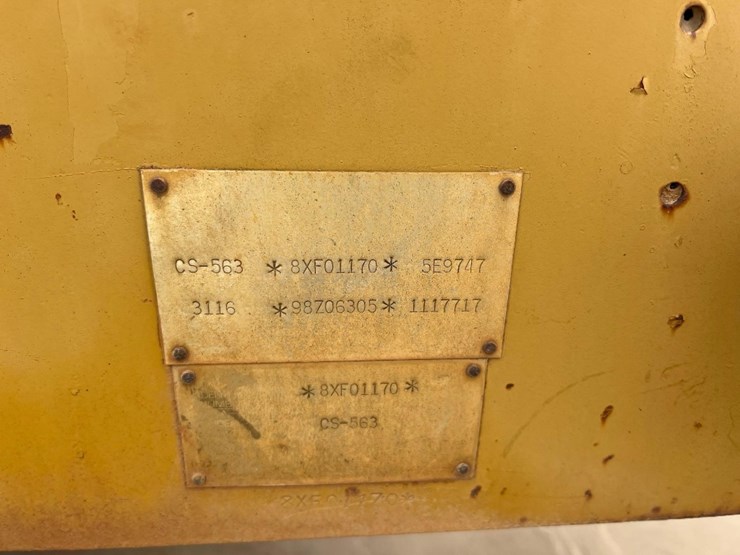 CS-563 *8XF01170* 5E9747
3116 *98Z06305* 1117717
*8XF01170*
CS-563